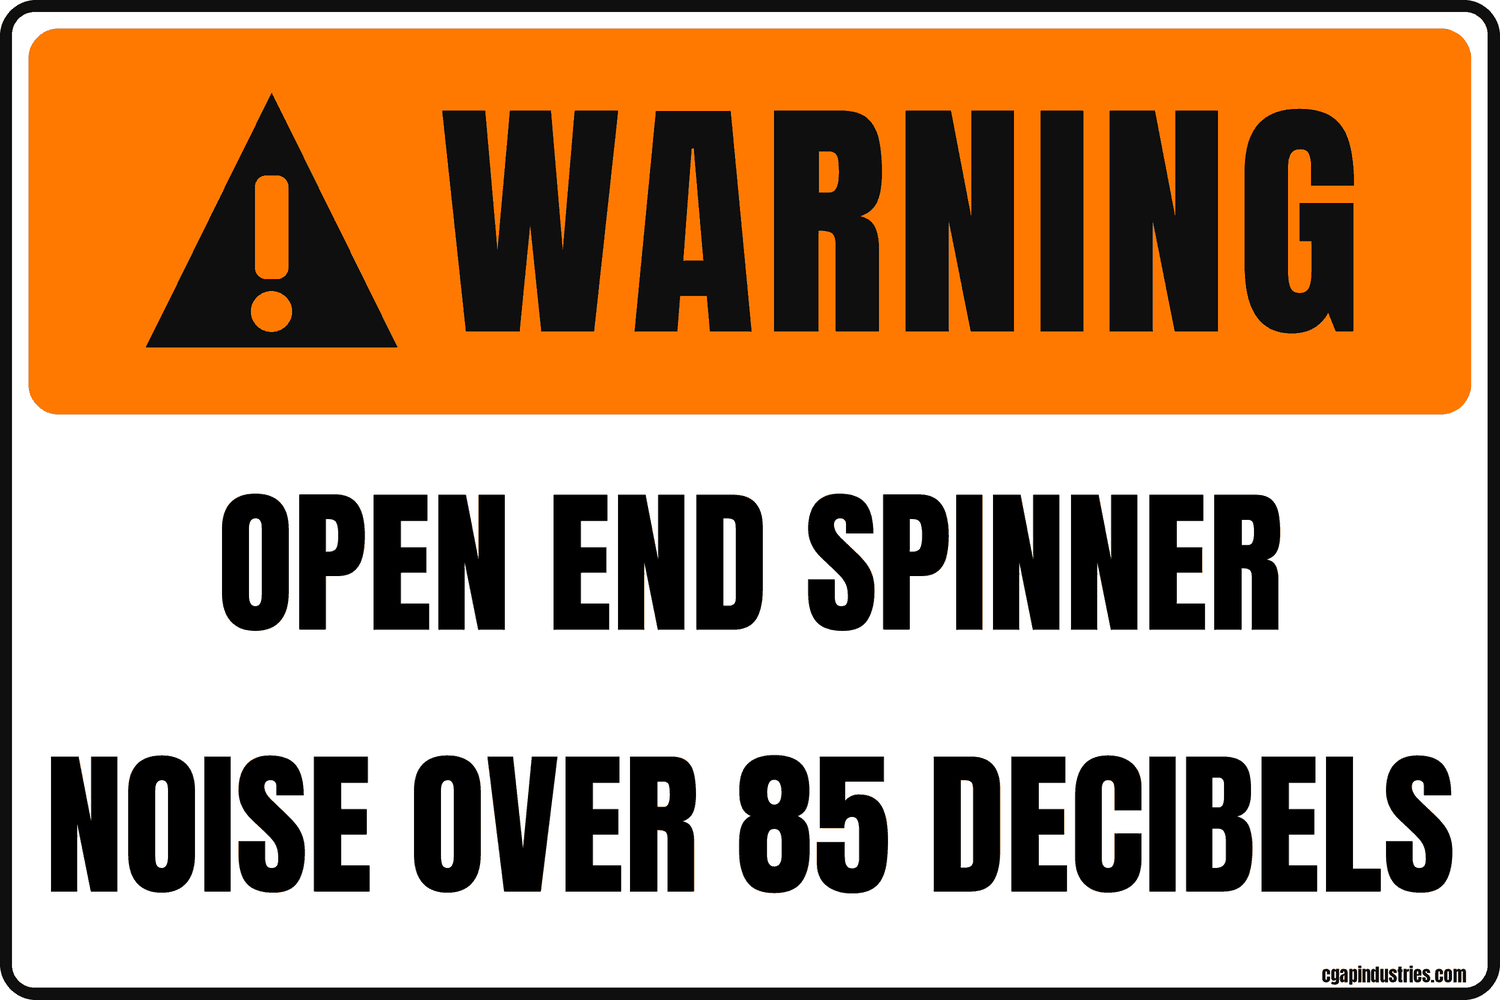 WARNING
OPEN END SPINNER
NOISE OVER 85 DECIBELS
cgapindustries.com